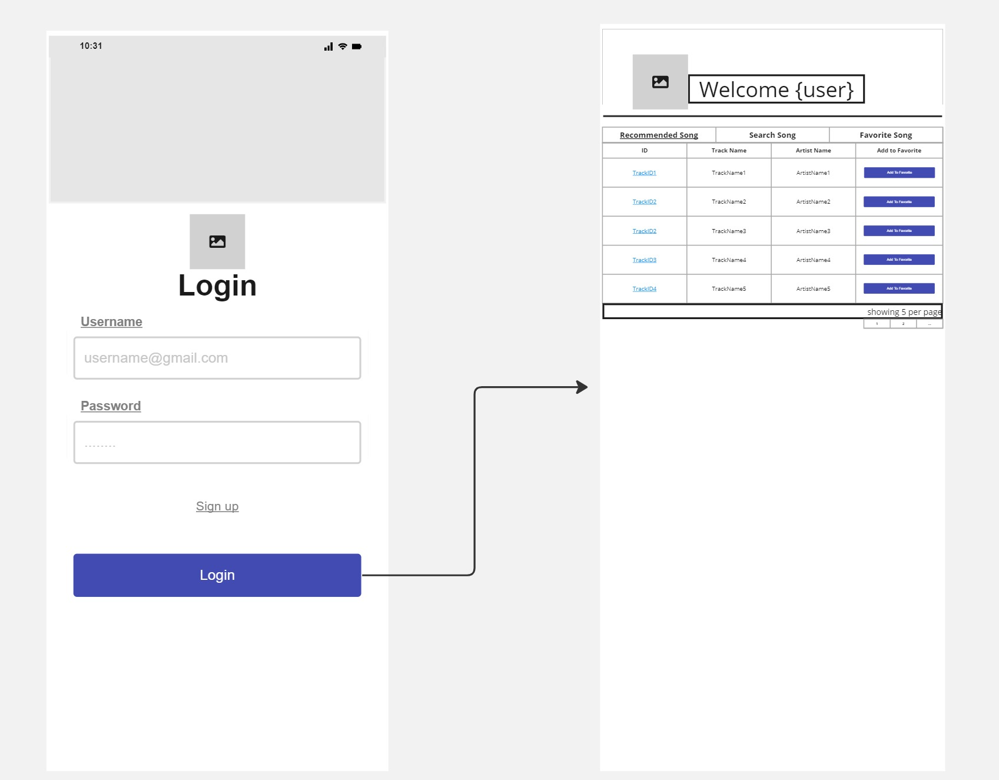 10:31
Login
Username
username@gmail.com
Password
........
Sign up
Login
Welcome {user}
Recommended Song Search Song Favorite Song
ID Track Name Artist Name Add to Favorite
TrackID1 TrackName1 ArtistName1 Add To Favorite
TrackID2 TrackName2 ArtistName2 Add To Favorite
TrackID2 TrackName3 ArtistName3 Add To Favorite
TrackID3 TrackName4 ArtistName4 Add To Favorite
TrackID4 TrackName5 ArtistName5 Add To Favorite
showing 5 per page
1 2 ...